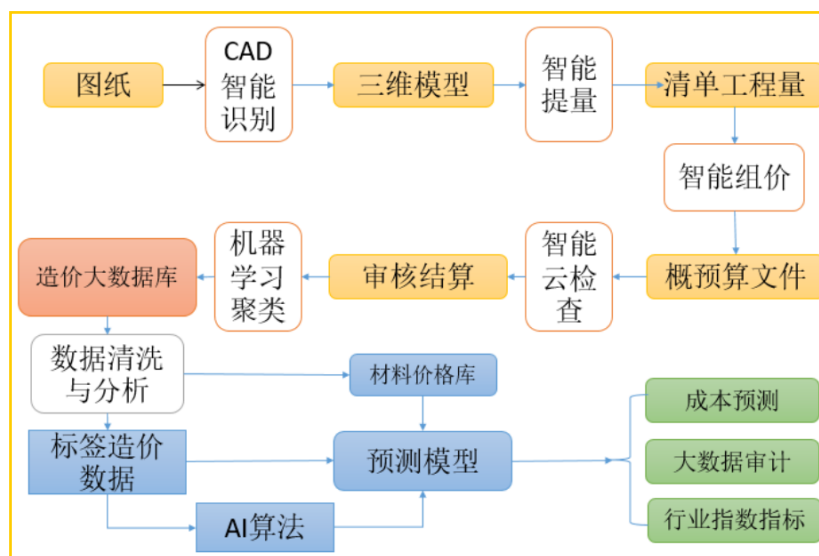 图纸
CAD
智能
识别
三维模型
智能
提量
清单工程量
智能组价
概预算文件
智能
云检
查
审核结算
机器
学习
聚类
造价大数据库
数据清洗
与分析
材料价格库
标签造价
数据
预测模型
AI算法
成本预测
大数据审计
行业指数指标